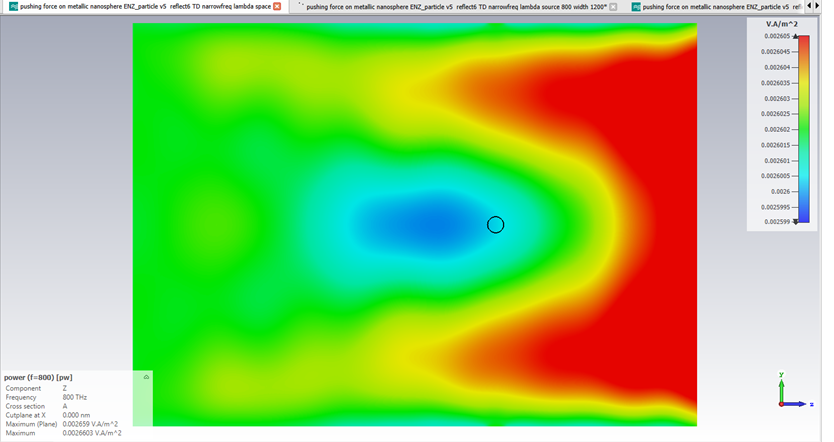 pushing force on metallic nanosphere ENZ_particle v5 reflect6 TD narrowfreq lambda space
pushing force on metallic nanosphere ENZ_particle v5 reflect6 TD narrowfreq lambda source 800 width 1200*
pushing force on metallic nanosphere ENZ_particle v5 refl
V.A/m^2
0.002605
0.0026045
0.002604
0.0026035
0.002603
0.0026025
0.002602
0.0026015
0.002601
0.0026005
0.0026
0.0025995
0.002599
power (f=800) [pw]
Component Z
Frequency 800 THz
Cross section A
Cutplane at X 0.000 nm
Maximum (Plane) 0.002659 V.A/m^2
Maximum 0.0026603 V.A/m^2
y
z